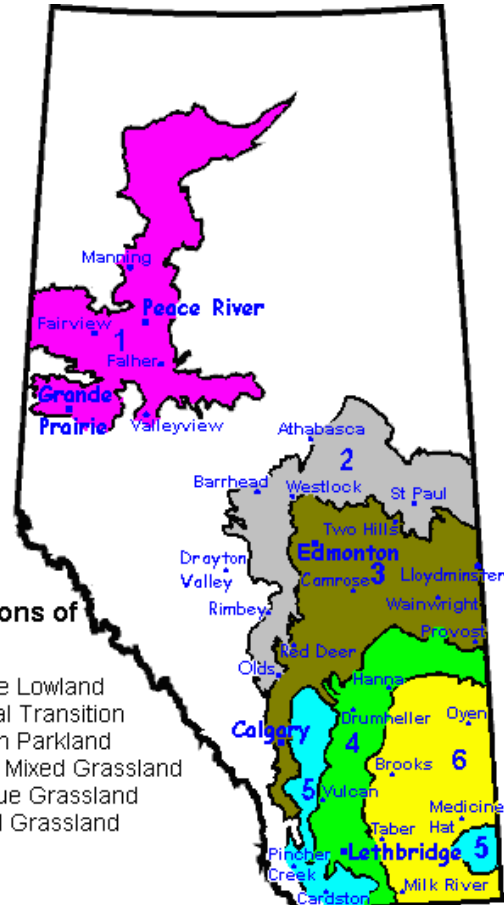 Manning
Peace River
Fairview
1
Falher
Grande
Prairie
Valleyview
Athabasca
2
Barrhead
Westlock
St Paul
Two Hills
Edmonton
Drayton
Valley
Camrose
3
Lloydminster
Wainwright
Rimbey
ons of
Provost
Red Deer
Olds
Hanna
e Lowland
al Transition
n Parkland
Mixed Grassland
ue Grassland
d Grassland
Drumheller
Oyen
Calgary
4
Brooks
6
5
Vulcan
Medicine
Hat
Taber
5
Lethbridge
Pincher
Creek
Milk River
Cardston